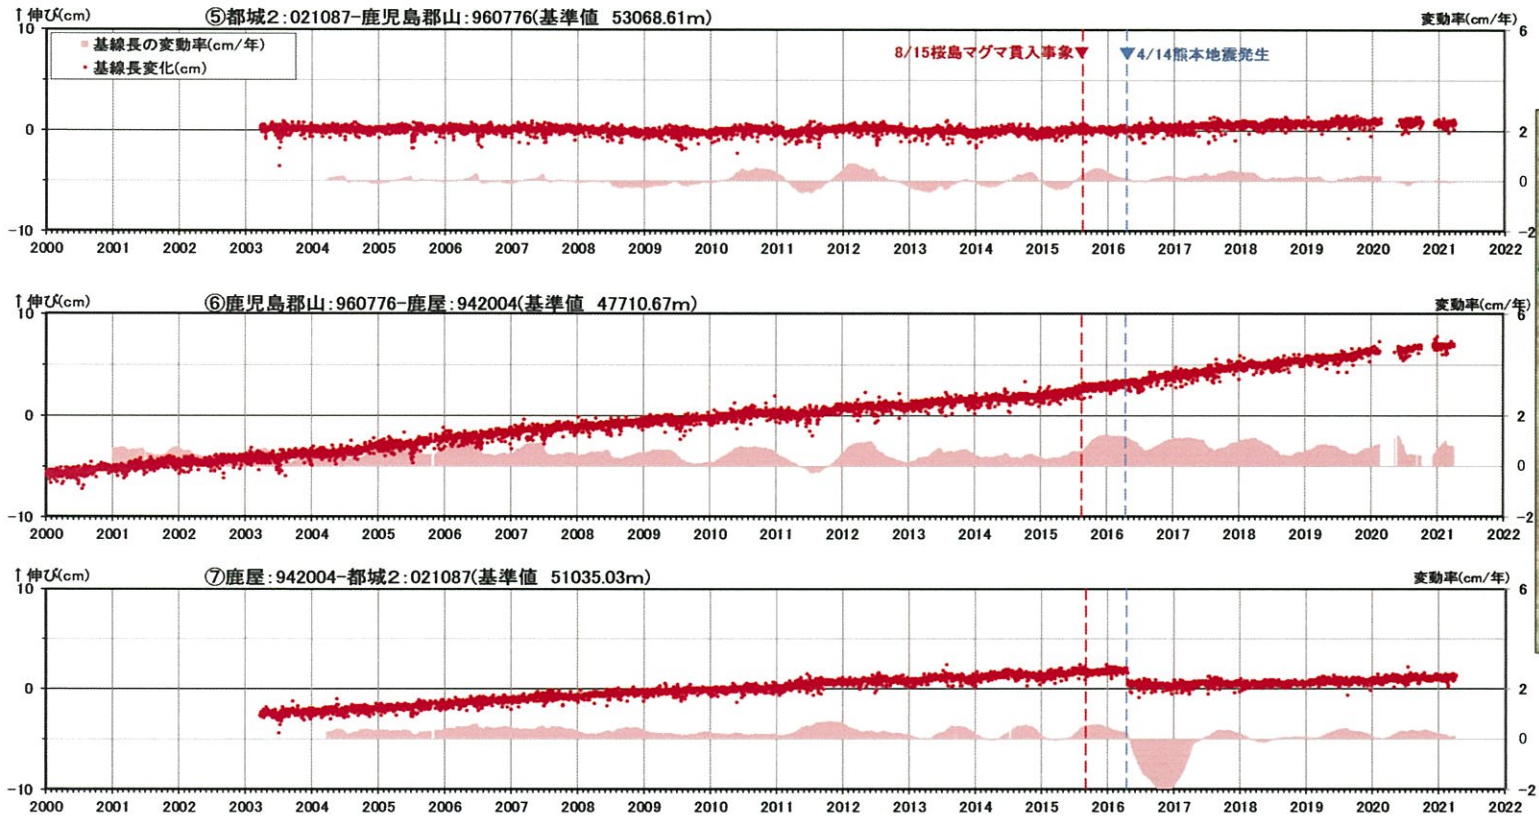 ↑伸び(cm) ⑤都城2:021087-鹿児島郡山:960776(基準値 53068.61m) 変動率(cm/年)
10 6
基線長の変動率(cm/年)
基線長変化(cm)
8/15桜島マグマ貫入事象 4/14熊本地震発生
0 2
0
-10 -2
2000 2001 2002 2003 2004 2005 2006 2007 2008 2009 2010 2011 2012 2013 2014 2015 2016 2017 2018 2019 2020 2021 2022
↑伸び(cm) ⑥鹿児島郡山:960776-鹿屋:942004(基準値 47710.67m) 変動率(cm/年)
10 6
0 2
0
-10 -2
2000 2001 2002 2003 2004 2005 2006 2007 2008 2009 2010 2011 2012 2013 2014 2015 2016 2017 2018 2019 2020 2021 2022
↑伸び(cm) ⑦鹿屋:942004-都城2:021087(基準値 51035.03m) 変動率(cm/年)
10 6
0 2
0
-10 -2
2000 2001 2002 2003 2004 2005 2006 2007 2008 2009 2010 2011 2012 2013 2014 2015 2016 2017 2018 2019 2020 2021 2022